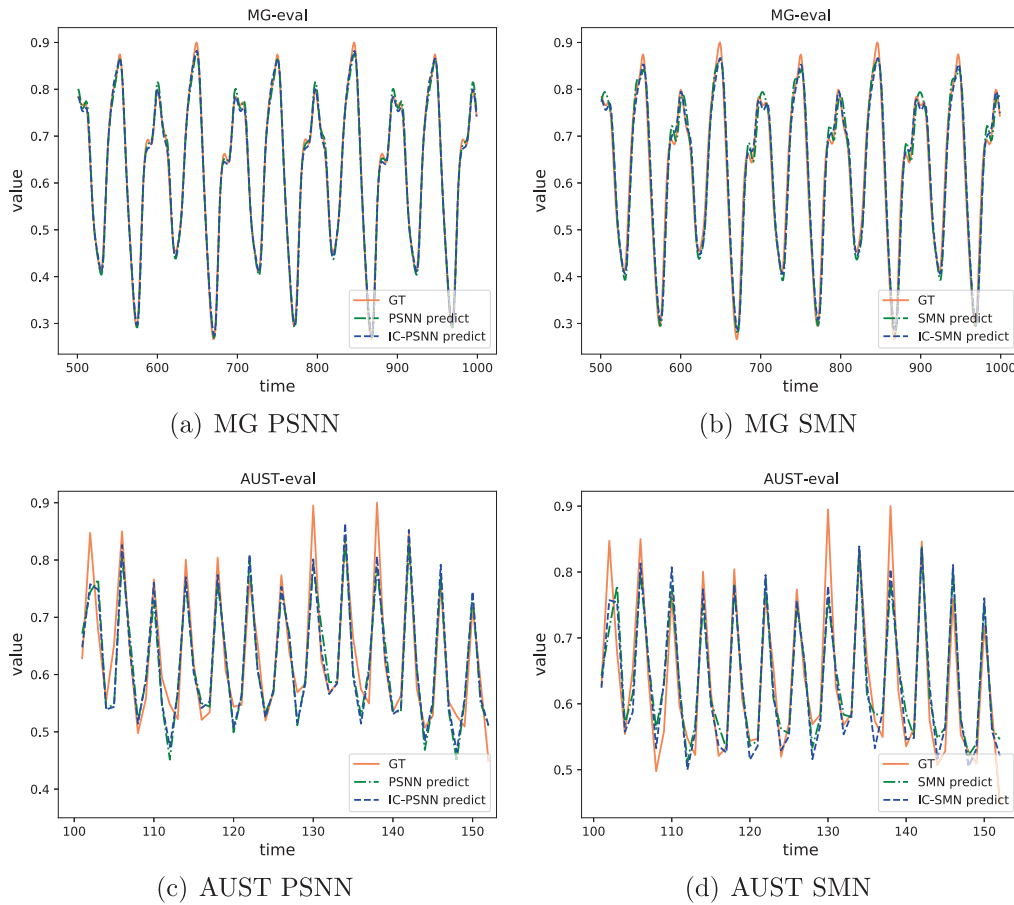 MG-eval
0.9
0.8
0.7
0.6
0.5
0.4
0.3
value
500
600
700
800
900
1000
time
GT
PSNN predict
IC-PSNN predict
(a) MG PSNN
MG-eval
0.9
0.8
0.7
0.6
0.5
0.4
0.3
value
500
600
700
800
900
1000
time
GT
SMN predict
IC-SMN predict
(b) MG SMN
AUST-eval
0.9
0.8
0.7
0.6
0.5
0.4
value
100
110
120
130
140
150
time
GT
PSNN predict
IC-PSNN predict
(c) AUST PSNN
AUST-eval
0.9
0.8
0.7
0.6
0.5
value
100
110
120
130
140
150
time
GT
SMN predict
IC-SMN predict
(d) AUST SMN